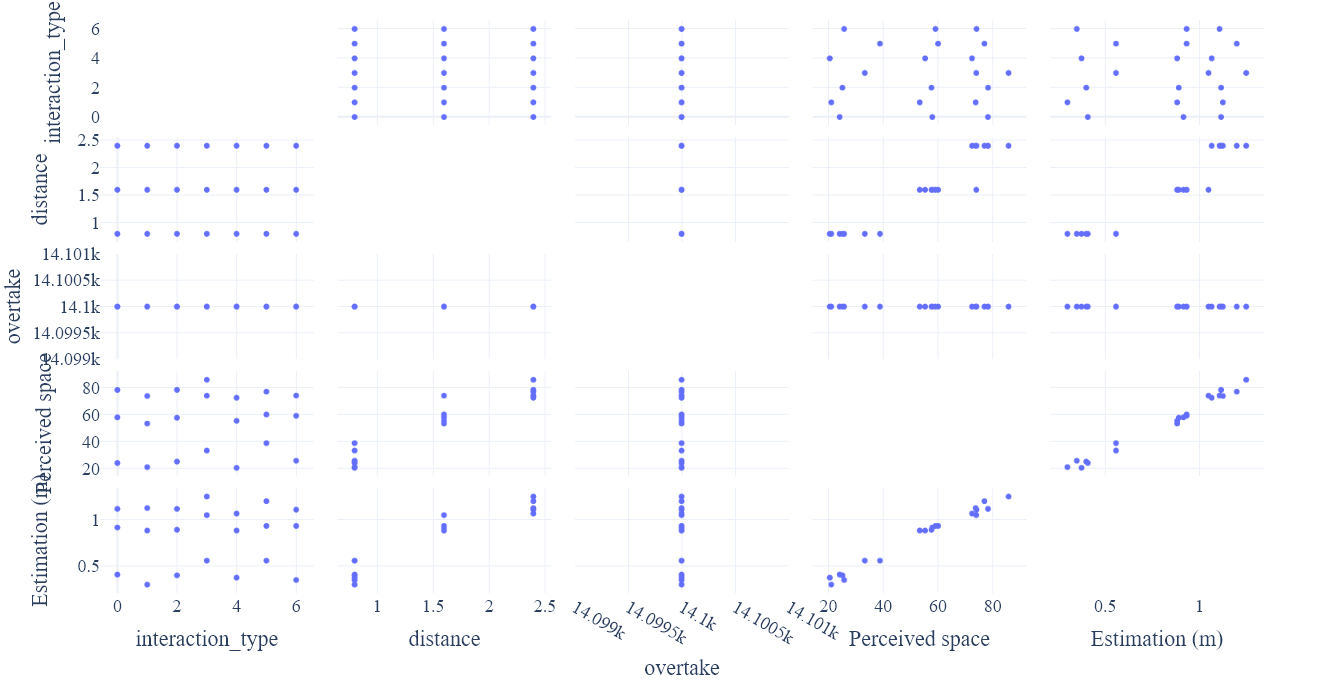 interaction_type
6
4
2
0
distance
2.5
2
1.5
1
overtake
14.101k
14.1005k
14.1k
14.0995k
14.099k
Perceived space
80
60
40
20
Estimation (m)
1
0.5
0 2 4 6
1 1.5 2 2.5
14.099k 14.0995k 14.1k 14.1005k 14.101k
20 40 60 80
0.5 1
interaction_type distance overtake Perceived space Estimation (m)